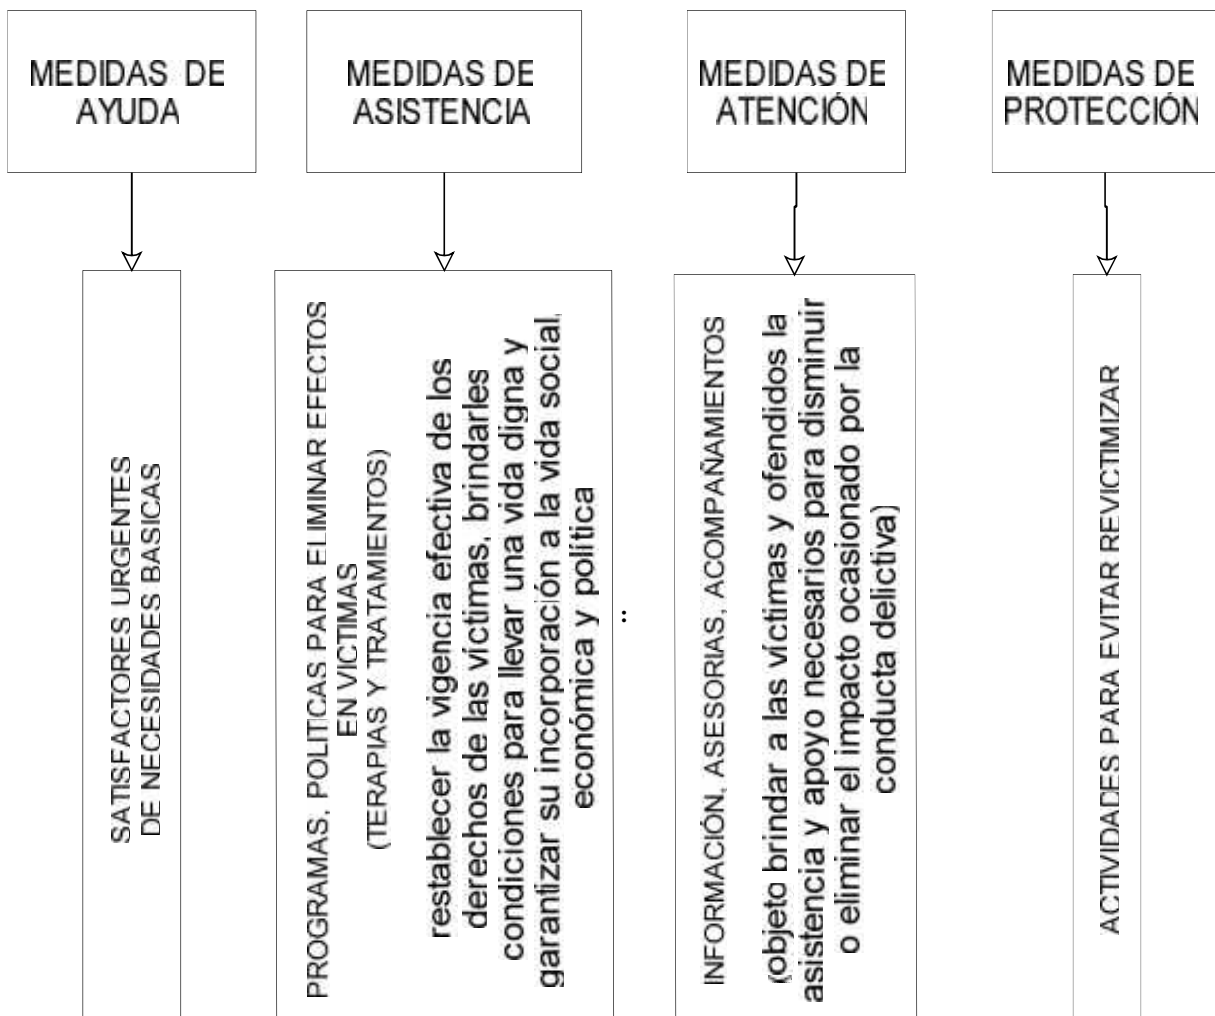 MEDIDAS DE
AYUDA
MEDIDAS DE
ASISTENCIA
MEDIDAS DE
ATENCIÓN
MEDIDAS DE
PROTECCIÓN
SATISFACTORES URGENTES
DE NECESIDADES BASICAS
PROGRAMAS, POLITICAS PARA ELIMINAR EFECTOS
EN VICTIMAS
(TERAPIAS Y TRATAMIENTOS)
restablecer la vigencia efectiva de los
derechos de las víctimas, brindarles
condiciones para llevar una vida digna y
garantizar su incorporación a la vida social,
económica y política
..
INFORMACIÓN, ASESORIAS, ACOMPAÑAMIENTOS
(objeto brindar a las víctimas y ofendidos la
asistencia y apoyo necesarios para disminuir
o eliminar el impacto ocasionado por la
conducta delictiva)
ACTIVIDADES PARA EVITAR REVICTIMIZAR